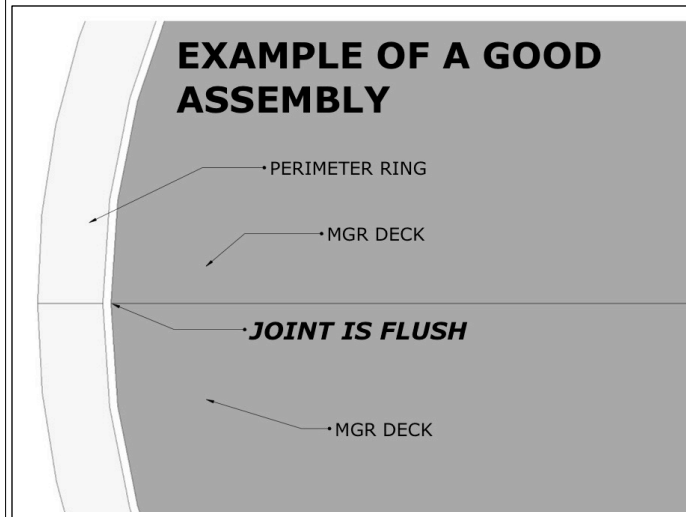 EXAMPLE OF A GOOD
ASSEMBLY
PERIMETER RING
MGR DECK
JOINT IS FLUSH
MGR DECK